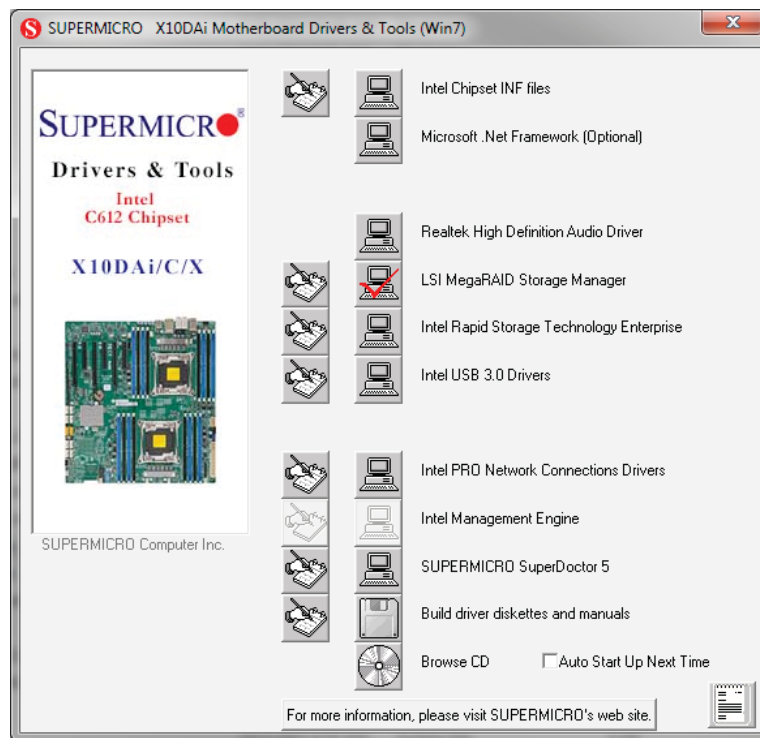 SUPERMICRO X10DAi Motherboard Drivers & Tools (Win7)
SUPERMICRO®
Drivers & Tools
Intel
C612 Chipset
X10DAi/C/X
SUPERMICRO Computer Inc.
Intel Chipset INF files
Microsoft .Net Framework (Optional)
Realtek High Definition Audio Driver
LSI MegaRAID Storage Manager
Intel Rapid Storage Technology Enterprise
Intel USB 3.0 Drivers
Intel PRO Network Connections Drivers
Intel Management Engine
SUPERMICRO SuperDoctor 5
Build driver diskettes and manuals
Browse CD Auto Start Up Next Time
For more information, please visit SUPERMICRO's web site.